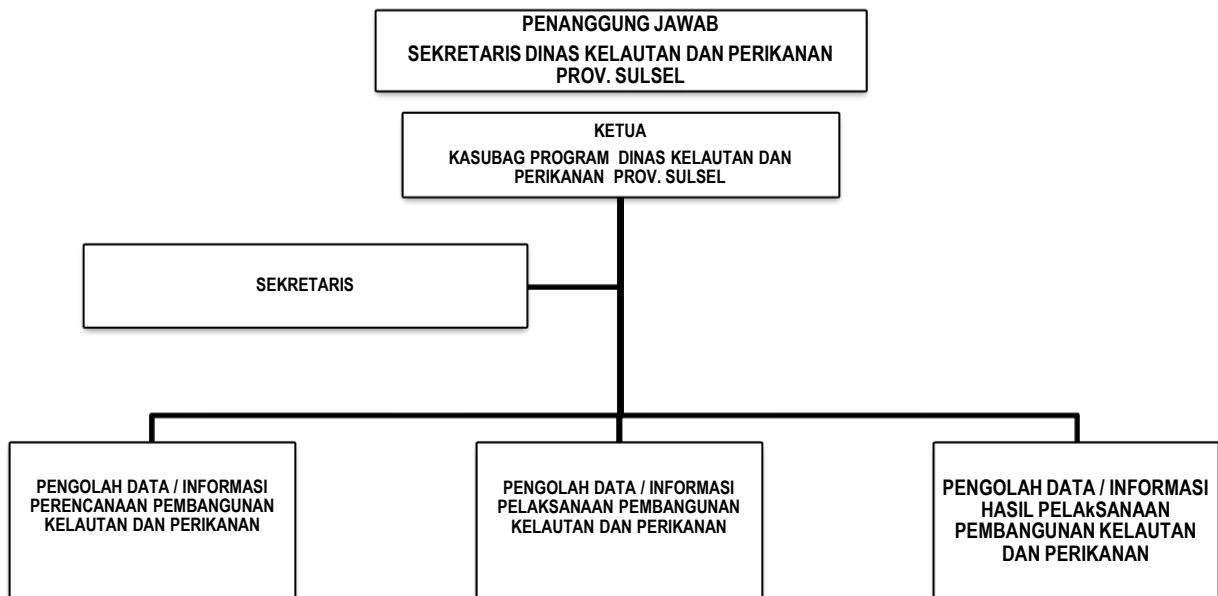 PENANGGUNG JAWAB
SEKRETARIS DINAS KELAUTAN DAN PERIKANAN
PROV. SULSEL
KETUA
KASUBAG PROGRAM DINAS KELAUTAN DAN
PERIKANAN PROV. SULSEL
SEKRETARIS
PENGOLAH DATA / INFORMASI
PERENCANAAN PEMBANGUNAN
KELAUTAN DAN PERIKANAN
PENGOLAH DATA / INFORMASI
PELAKSANAAN PEMBANGUNAN
KELAUTAN DAN PERIKANAN
PENGOLAH DATA / INFORMASI
HASIL PELAkSANAAN
PEMBANGUNAN KELAUTAN
DAN PERIKANAN